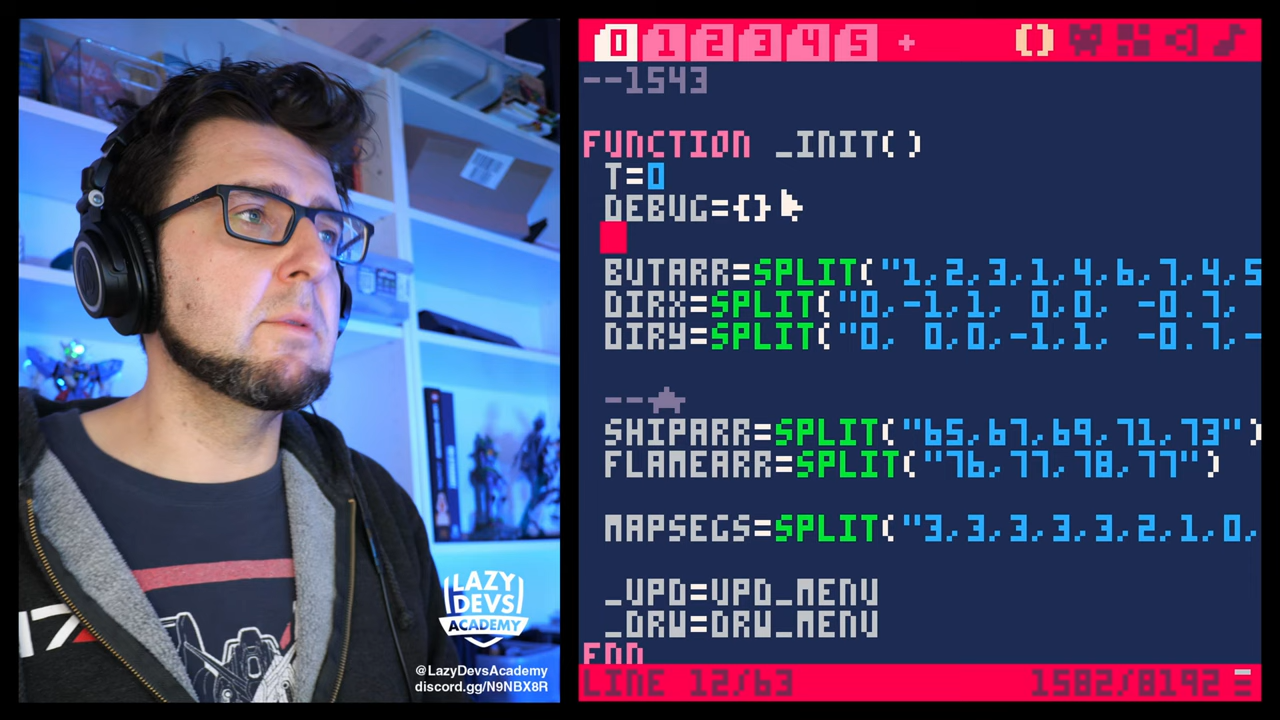 0 1 2 3 4 5 +
--1543
FUNCTION _INIT()
T=0
DEBUG={}
BUTARR=SPLIT("1,2,3,1,4,6,7,4,5
DIRX=SPLIT("0,-1,1, 0,0, -0.7,
DIRY=SPLIT("0, 0,0,-1,1, -0.7,-
--
SHIPARR=SPLIT("65,67,69,71,73")
FLAMEARR=SPLIT("76,77,78,77")
MAPSEGS=SPLIT("3,3,3,3,3,2,1,0,
_UPD=UPD_MENU
_DRW=DRW_MENU
END
LINE 12/63
1582/8192
LAZY
DEVS
ACADEMY
@LazyDevsAcademy
discord.gg/N9NBX8R